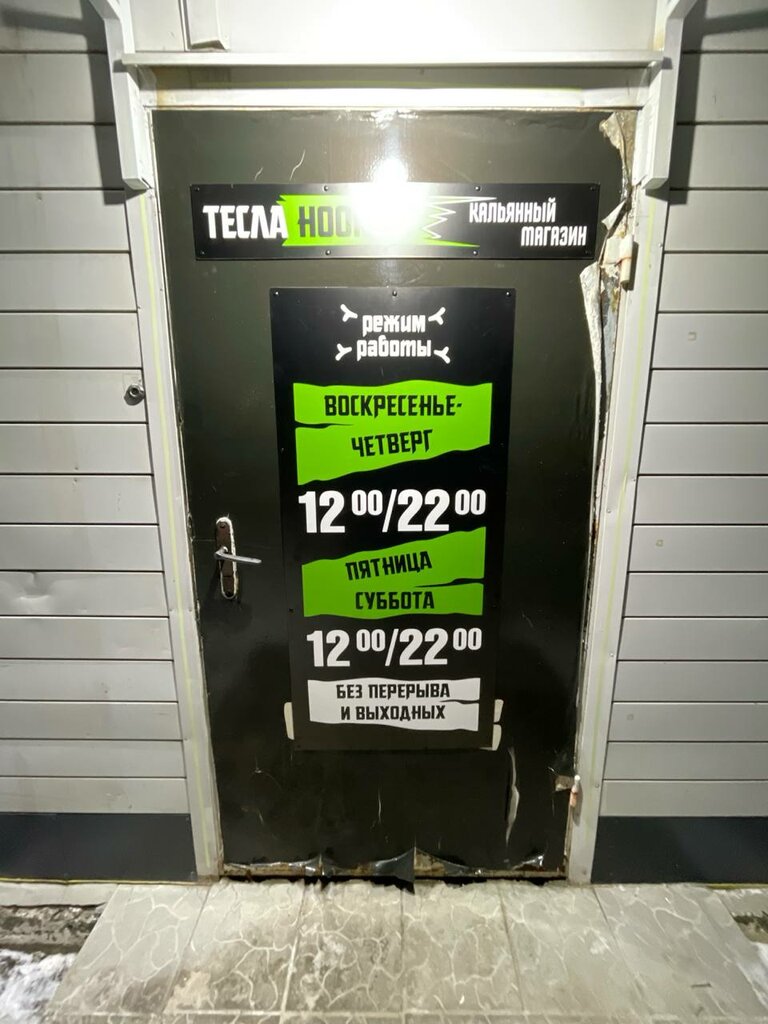 ТЕСЛА
КАЛЬЯННЫЙ
МАГАЗИН
режим
работы
ВОСКРЕСЕНЬЕ-
ЧЕТВЕРГ
12 00/22 00
ПЯТНИЦА
СУББОТА
12 00/22 00
БЕЗ ПЕРЕРЫВА
И ВЫХОДНЫХ